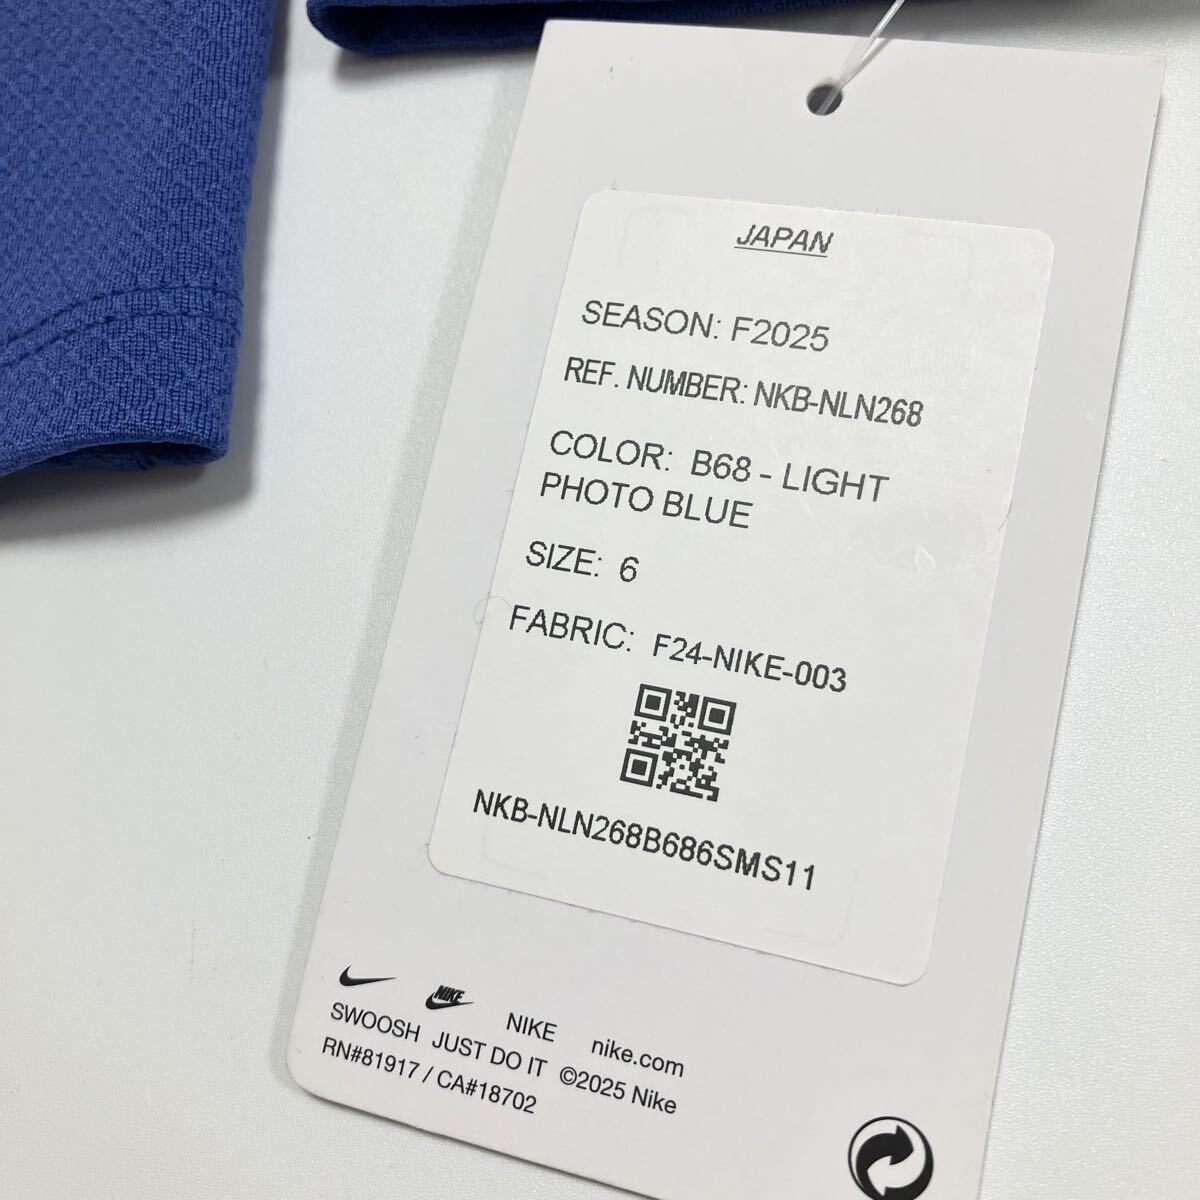 JAPAN
SEASON: F2025
REF. NUMBER: NKB-NLN268
COLOR: B68 - LIGHT
PHOTO BLUE
SIZE: 6
FABRIC: F24-NIKE-003
NKB-NLN268B686SMS11
NIKE
NIKE nike.com
SWOOSH JUST DO IT ©2025 Nike
RN#81917 / CA#18702